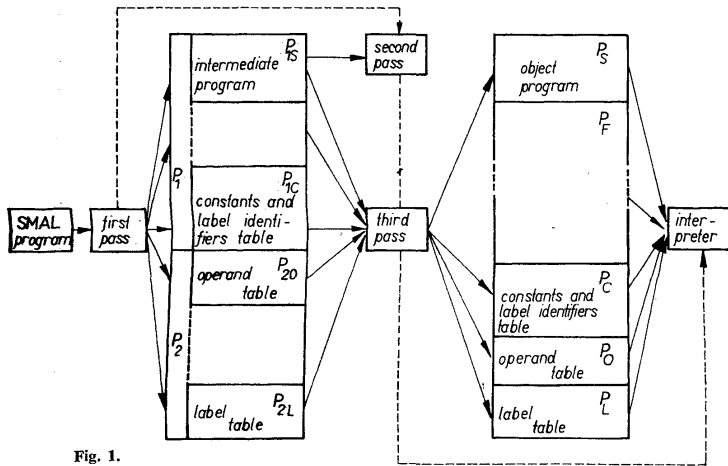 SMAL
program
first
pass
P1
P2
intermediate
program
P1S
constants and
label identi-
fiers table
P1C
operand
table
P2O
label
table
P2L
second
pass
third
pass
object
program
PS
PF
constants and
label identifiers
table
PC
operand
table
PO
label
table
PL
inter-
preter
Fig. 1.